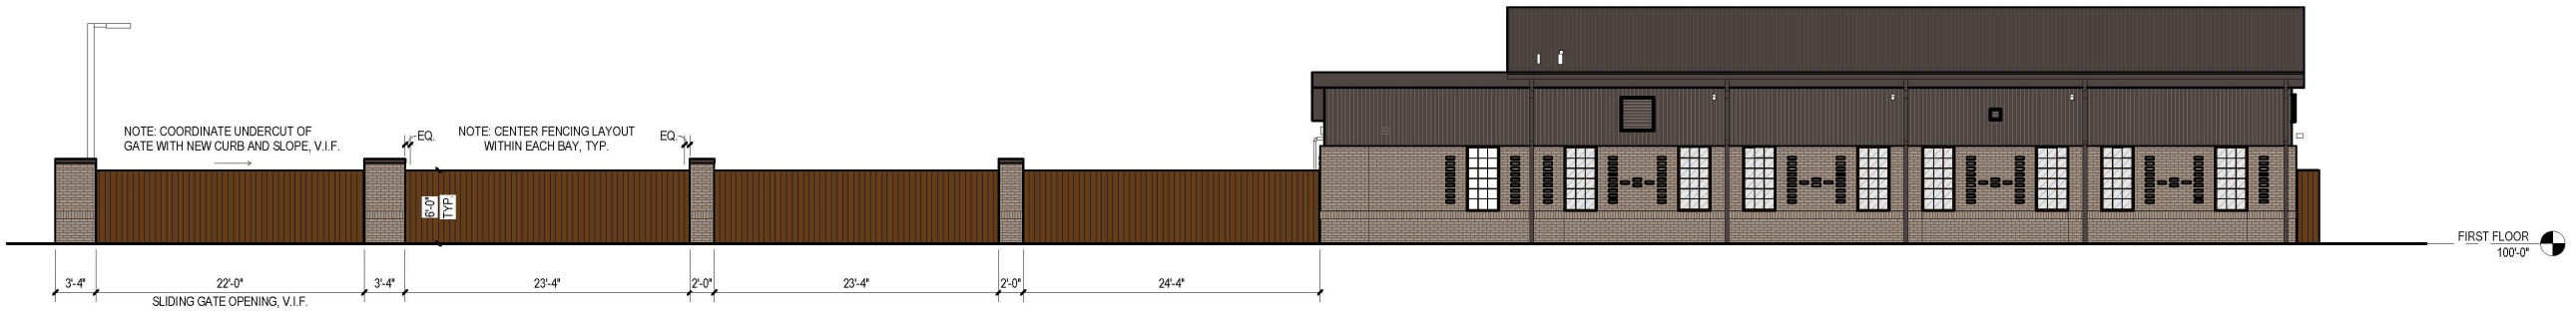 NOTE: COORDINATE UNDERCUT OF
GATE WITH NEW CURB AND SLOPE, V.I.F.
EQ.
NOTE: CENTER FENCING LAYOUT
WITHIN EACH BAY, TYP.
EQ.
6'-0"
TYP.
FIRST FLOOR
100'-0"
3'-4"
22'-0"
3'-4"
23'-4"
2'-0"
23'-4"
2'-0"
24'-4"
SLIDING GATE OPENING, V.I.F.